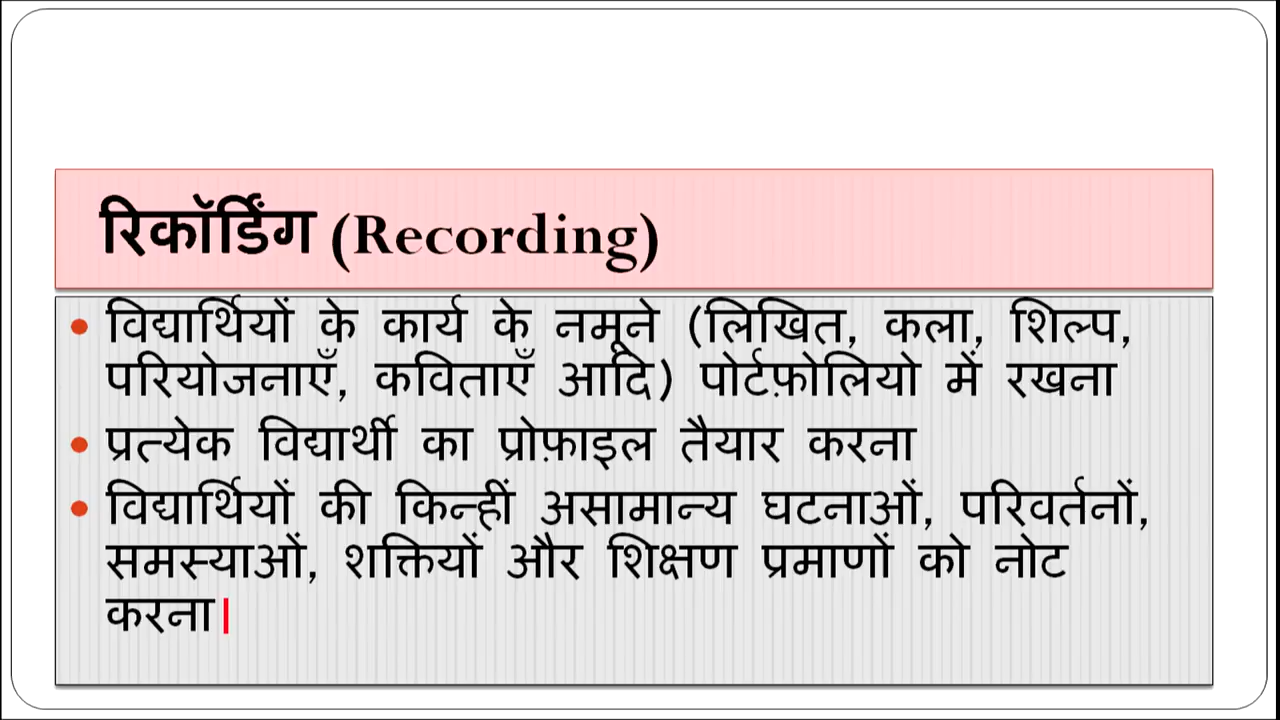 रिकॉर्डिंग (Recording)
• विद्यार्थियों के कार्य के नमूने (लिखित, कला, शिल्प,
परियोजनाएँ, कविताएँ आदि) पोर्टफ़ोलियो में रखना
• प्रत्येक विद्यार्थी का प्रोफ़ाइल तैयार करना
• विद्यार्थियों की किन्हीं असामान्य घटनाओं, परिवर्तनों,
समस्याओं, शक्तियों और शिक्षण प्रमाणों को नोट
करना।